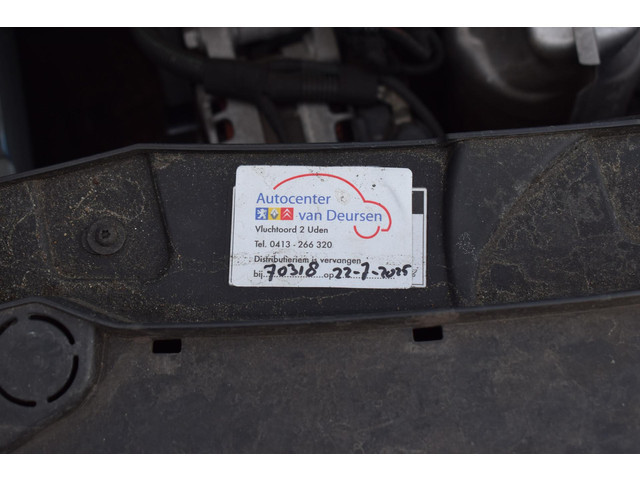 Autocenter
van Deursen
Vluchtoord 2 Uden
Tel. 0413 - 266 320
Distributieriem is vervangen
bij 70318 op 22-7-2025